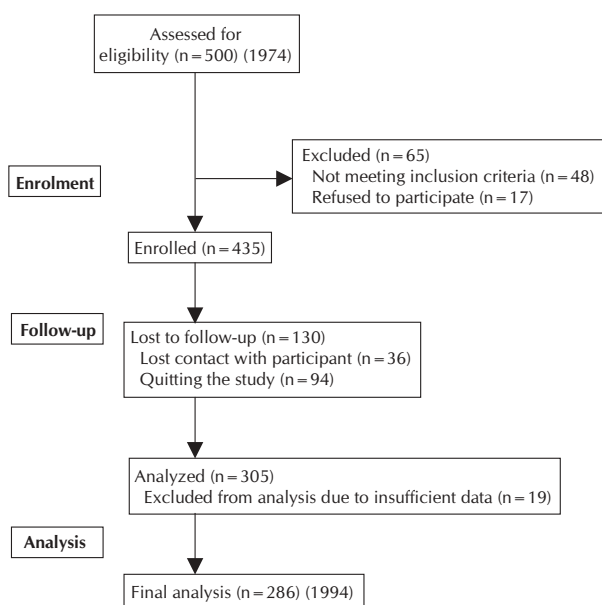 Assessed for
eligibility (n = 500) (1974)
Excluded (n = 65)
Not meeting inclusion criteria (n = 48)
Refused to participate (n = 17)
Enrolment
Enrolled (n = 435)
Follow-up
Lost to follow-up (n = 130)
Lost contact with participant (n = 36)
Quitting the study (n = 94)
Analyzed (n = 305)
Excluded from analysis due to insufficient data (n = 19)
Analysis
Final analysis (n = 286) (1994)